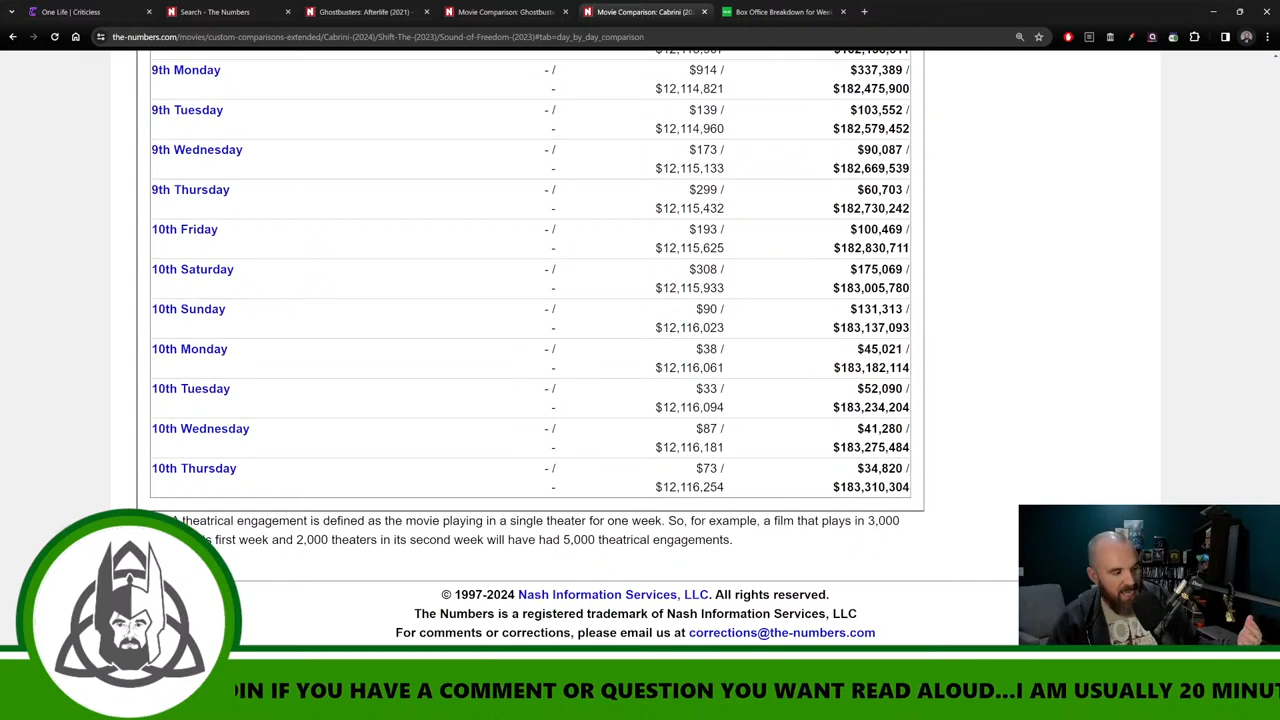 One Life | Criticless
Search - The Numbers
Ghostbusters: Afterlife (2021) -
Movie Comparison: Ghostbust
Movie Comparison: Cabrini (20
Box Office Breakdown for Wee
the-numbers.com/movies/custom-comparisons-extended/Cabrini-(2024)/Shift-The-(2023)/Sound-of-Freedom-(2023)#tab=day_by_day_comparison
9th Monday - / $914 / $337,389 /
- $12,114,821 $182,475,900
9th Tuesday - / $139 / $103,552 /
- $12,114,960 $182,579,452
9th Wednesday - / $173 / $90,087 /
- $12,115,133 $182,669,539
9th Thursday - / $299 / $60,703 /
- $12,115,432 $182,730,242
10th Friday - / $193 / $100,469 /
- $12,115,625 $182,830,711
10th Saturday - / $308 / $175,069 /
- $12,115,933 $183,005,780
10th Sunday - / $90 / $131,313 /
- $12,116,023 $183,137,093
10th Monday - / $38 / $45,021 /
- $12,116,061 $183,182,114
10th Tuesday - / $33 / $52,090 /
- $12,116,094 $183,234,204
10th Wednesday - / $87 / $41,280 /
- $12,116,181 $183,275,484
10th Thursday - / $73 / $34,820 /
- $12,116,254 $183,310,304
theatrical engagement is defined as the movie playing in a single theater for one week. So, for example, a film that plays in 3,000
first week and 2,000 theaters in its second week will have had 5,000 theatrical engagements.
© 1997-2024 Nash Information Services, LLC. All rights reserved.
The Numbers is a registered trademark of Nash Information Services, LLC
For comments or corrections, please email us at corrections@the-numbers.com
IN IF YOU HAVE A COMMENT OR QUESTION YOU WANT READ ALOUD...I AM USUALLY 20 MINUT